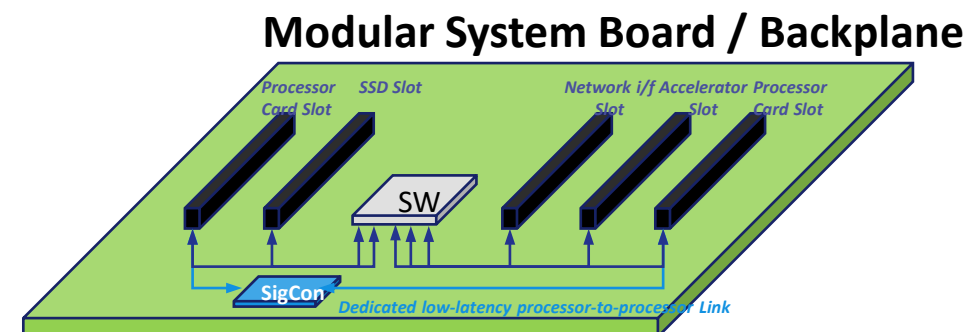 Modular System Board / Backplane
Processor Card Slot
SSD Slot
Network i/f Slot
Accelerator Slot
Processor Card Slot
SW
SigCon
Dedicated low-latency processor-to-processor Link